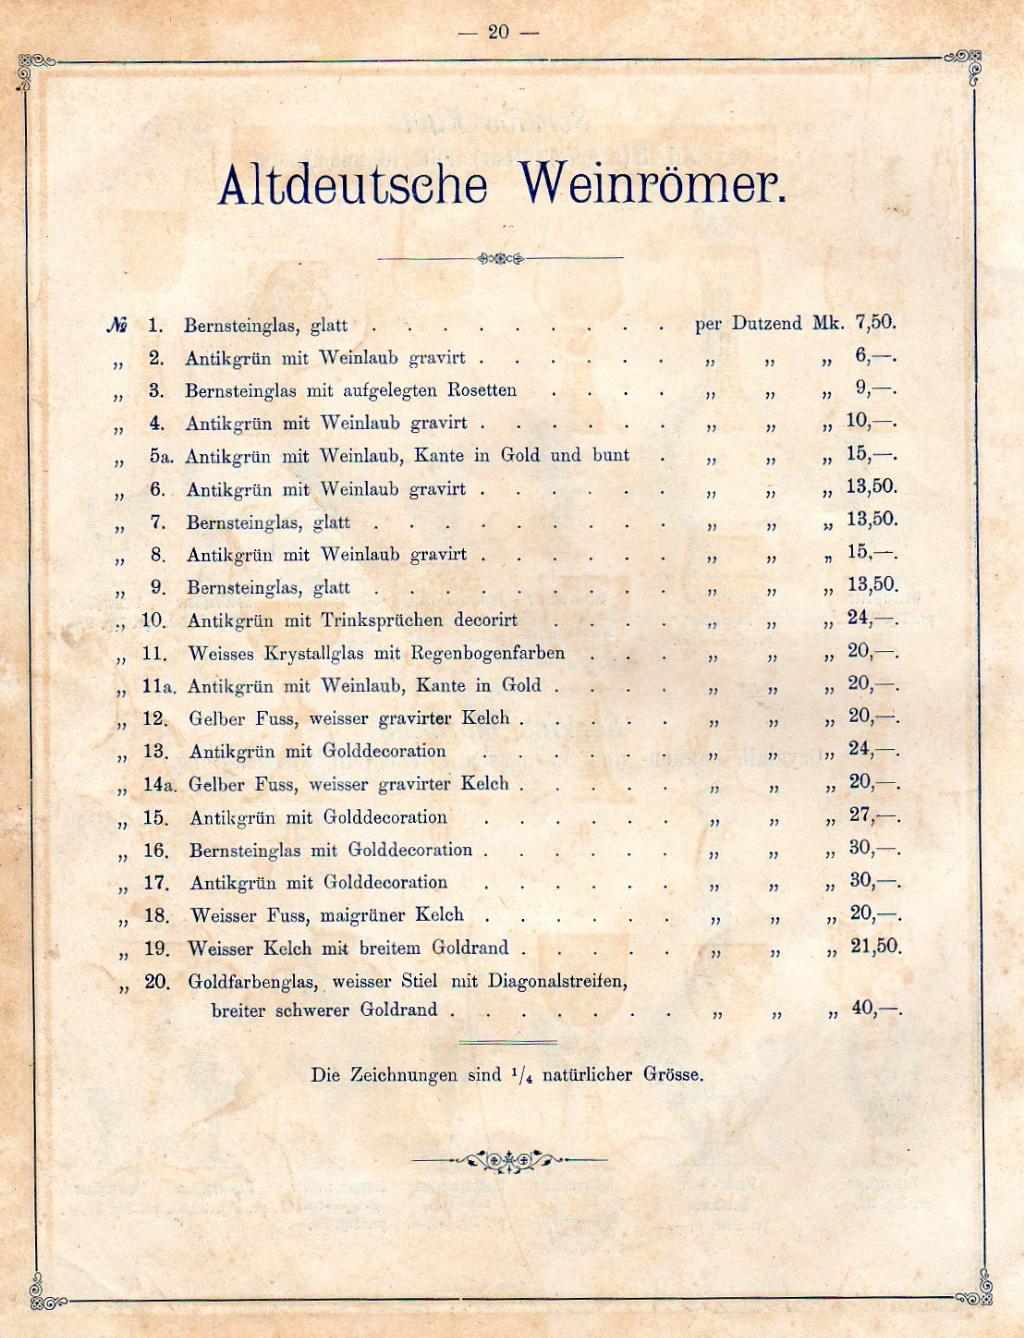 — 20 —
Altdeutsche Weinrömer.
№ 1. Bernsteinglas, glatt . . . . . . . . . per Dutzend Mk. 7,50.
„ 2. Antikgrün mit Weinlaub gravirt . . . . . . „ „ „ 6,—.
„ 3. Bernsteinglas mit aufgelegten Rosetten . . . . „ „ „ 9,—.
„ 4. Antikgrün mit Weinlaub gravirt . . . . . . „ „ „ 10,—.
„ 5a. Antikgrün mit Weinlaub, Kante in Gold und bunt . „ „ „ 15,—.
„ 6. Antikgrün mit Weinlaub gravirt . . . . . . „ „ „ 13,50.
„ 7. Bernsteinglas, glatt . . . . . . . . . „ „ „ 13,50.
„ 8. Antikgrün mit Weinlaub gravirt . . . . . . „ „ „ 15,—.
„ 9. Bernsteinglas, glatt . . . . . . . . . „ „ „ 13,50.
„ 10. Antikgrün mit Trinksprüchen decorirt . . . . „ „ „ 24,—.
„ 11. Weisses Krystallglas mit Regenbogenfarben . . . „ „ „ 20,—.
„ 11a. Antikgrün mit Weinlaub, Kante in Gold . . . . „ „ „ 20,—.
„ 12. Gelber Fuss, weisser gravirter Kelch . . . . . „ „ „ 20,—.
„ 13. Antikgrün mit Golddecoration . . . . . . „ „ „ 24,—.
„ 14a. Gelber Fuss, weisser gravirter Kelch . . . . . „ „ „ 20,—.
„ 15. Antikgrün mit Golddecoration . . . . . . „ „ „ 27,—.
„ 16. Bernsteinglas mit Golddecoration . . . . . . „ „ „ 30,—.
„ 17. Antikgrün mit Golddecoration . . . . . . „ „ „ 30,—.
„ 18. Weisser Fuss, maigrüner Kelch . . . . . . „ „ „ 20,—.
„ 19. Weisser Kelch mit breitem Goldrand . . . . . „ „ „ 21,50.
„ 20. Goldfarbenglas, weisser Stiel mit Diagonalstreifen,
breiter schwerer Goldrand . . . . . . . „ „ „ 40,—.
Die Zeichnungen sind ¹/₄ natürlicher Grösse.